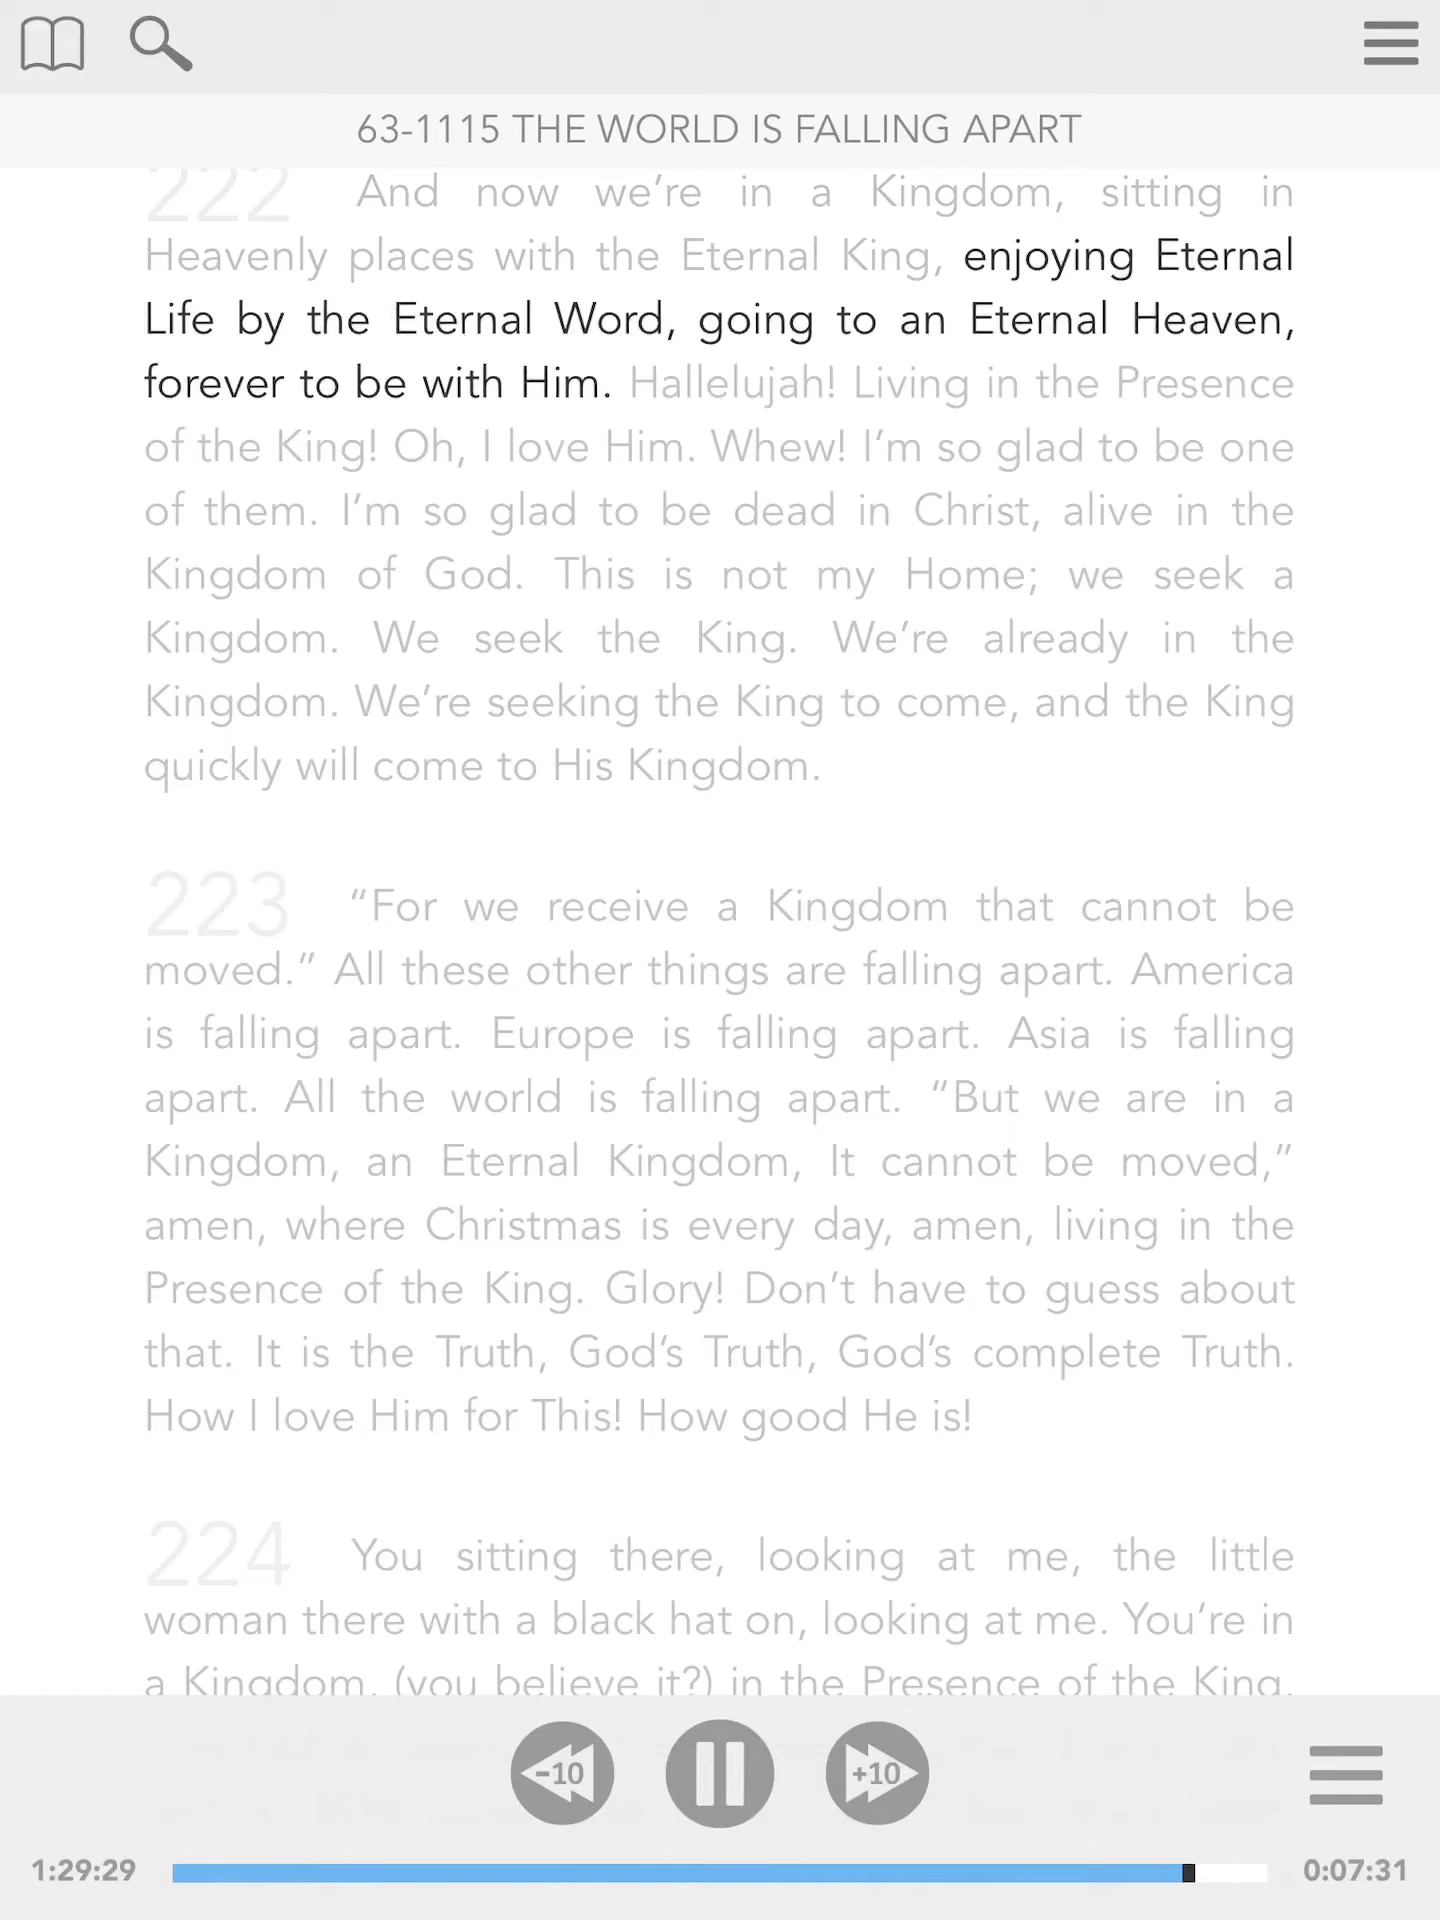 63-1115 THE WORLD IS FALLING APART
222 And now we’re in a Kingdom, sitting in
Heavenly places with the Eternal King, enjoying Eternal
Life by the Eternal Word, going to an Eternal Heaven,
forever to be with Him. Hallelujah! Living in the Presence
of the King! Oh, I love Him. Whew! I’m so glad to be one
of them. I’m so glad to be dead in Christ, alive in the
Kingdom of God. This is not my Home; we seek a
Kingdom. We seek the King. We’re already in the
Kingdom. We’re seeking the King to come, and the King
quickly will come to His Kingdom.
223 “For we receive a Kingdom that cannot be
moved.” All these other things are falling apart. America
is falling apart. Europe is falling apart. Asia is falling
apart. All the world is falling apart. “But we are in a
Kingdom, an Eternal Kingdom, It cannot be moved,”
amen, where Christmas is every day, amen, living in the
Presence of the King. Glory! Don’t have to guess about
that. It is the Truth, God’s Truth, God’s complete Truth.
How I love Him for This! How good He is!
224 You sitting there, looking at me, the little
woman there with a black hat on, looking at me. You’re in
a Kingdom, (you believe it?) in the Presence of the King,
-10 +10
1:29:29 0:07:31